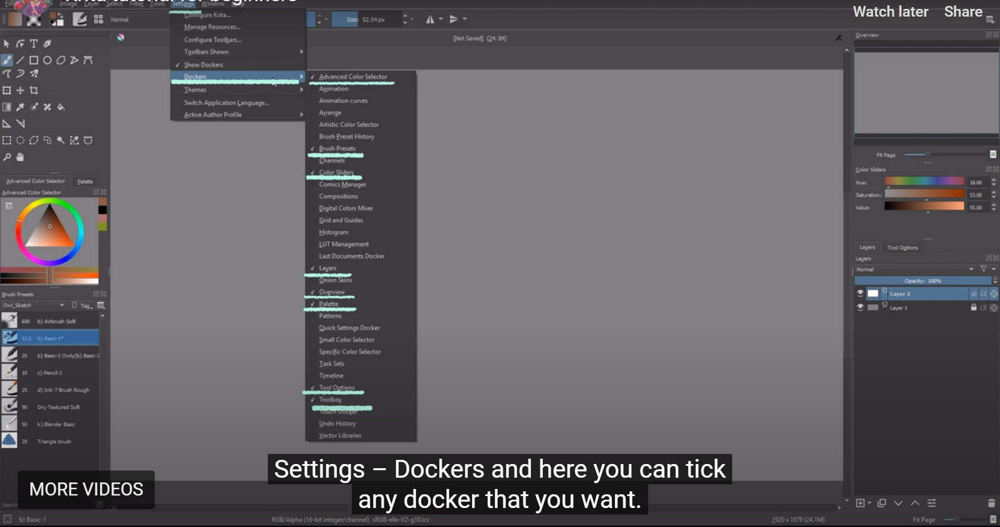 Krita tutorial for beginners
Watch later Share
File Image Layer Select Filter Tools Settings Window
Normal
Size: 52.54 px
[Not Saved] (24.1M)
Configure Krita...
Manage Resources...
Configure Toolbars...
Toolbars Shown
✓ Show Dockers
Dockers
Themes
Switch Application Language...
Active Author Profile
✓ Advanced Color Selector
Animation
Animation curves
Arrange
Artistic Color Selector
Brush Preset History
✓ Brush Presets
Channels
✓ Color Sliders
Comics Manager
Compositions
Digital Colors Mixer
Grid and Guides
Histogram
LUT Management
Last Documents Docker
✓ Layers
Onion Skins
✓ Overview
✓ Palette
Patterns
Quick Settings Docker
Small Color Selector
Specific Color Selector
Task Sets
Timeline
✓ Tool Options
✓ Toolbox
Touch Docker
Undo History
Vector Libraries
Advanced Color Selector Palette
Advanced Color Selector
Brush Presets
Owl_Sketch Tag
600 b) Airbrush Soft
52.5 b) Basic-1*
25 b) Basic-2 Owly(b) Basic-2
10 c) Pencil-2
25 d) Ink-7 Brush Rough
90 Dry Textured Soft
50 k) Blender Basic
20 Triangle brush
Search
Overview
Fit Page
Color Sliders
Hue: 18.00
Saturation: 53.00
Value: 55.00
Layers Tool Options
Layers
Normal
Opacity: 100%
Layer 2
Layer 1
MORE VIDEOS
Settings – Dockers and here you can tick
any docker that you want.
b) Basic-1
RGB/Alpha (16-bit integer/channel) sRGB-elle-V2-g10.icc
1920 x 1079 (24.1M)
Fit Page